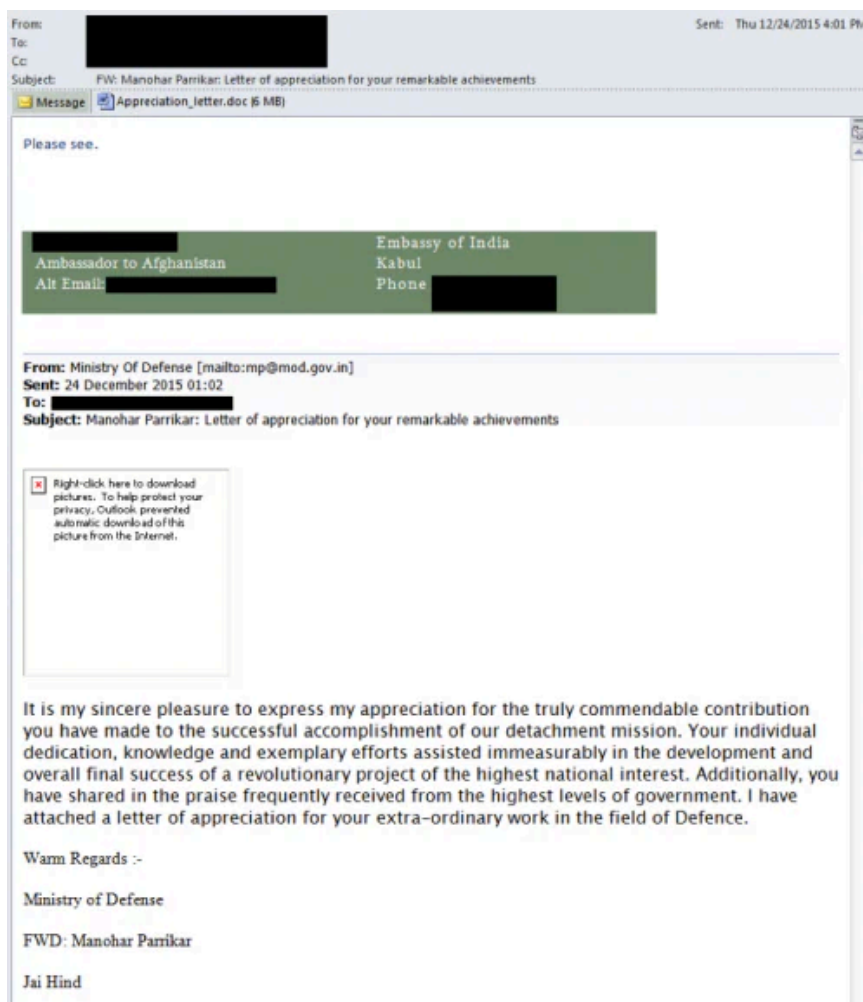 From:
Sent: Thu 12/24/2015 4:01 PM
To:
Cc:
Subject: FW: Manohar Parrikar: Letter of appreciation for your remarkable achievements
Message Appreciation_letter.doc (6 MB)
Please see.
Embassy of India
Ambassador to Afghanistan Kabul
Alt Email: Phone
From: Ministry Of Defense [mailto:mp@mod.gov.in]
Sent: 24 December 2015 01:02
To:
Subject: Manohar Parrikar: Letter of appreciation for your remarkable achievements
Right-click here to download
pictures. To help protect your
privacy, Outlook prevented
automatic download of this
picture from the Internet.
It is my sincere pleasure to express my appreciation for the truly commendable contribution
you have made to the successful accomplishment of our detachment mission. Your individual
dedication, knowledge and exemplary efforts assisted immeasurably in the development and
overall final success of a revolutionary project of the highest national interest. Additionally, you
have shared in the praise frequently received from the highest levels of government. I have
attached a letter of appreciation for your extra-ordinary work in the field of Defence.
Warm Regards :-
Ministry of Defense
FWD: Manohar Parrikar
Jai Hind